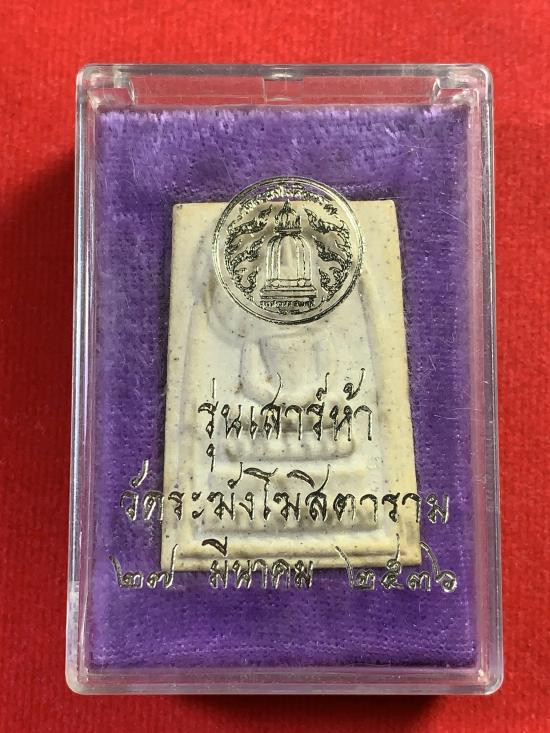 รุ่นเสาร์ห้า
วัดระฆังโฆสิตาราม
๒๗ มีนาคม ๒๕๓๖